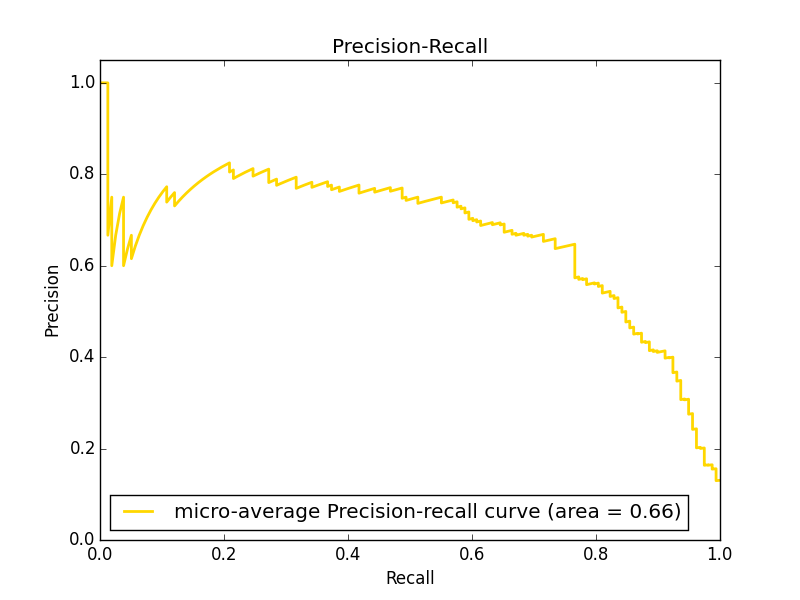 Precision-Recall
1.0
0.8
0.6
0.4
0.2
0.0
Precision
micro-average Precision-recall curve (area = 0.66)
0.0 0.2 0.4 0.6 0.8 1.0
Recall